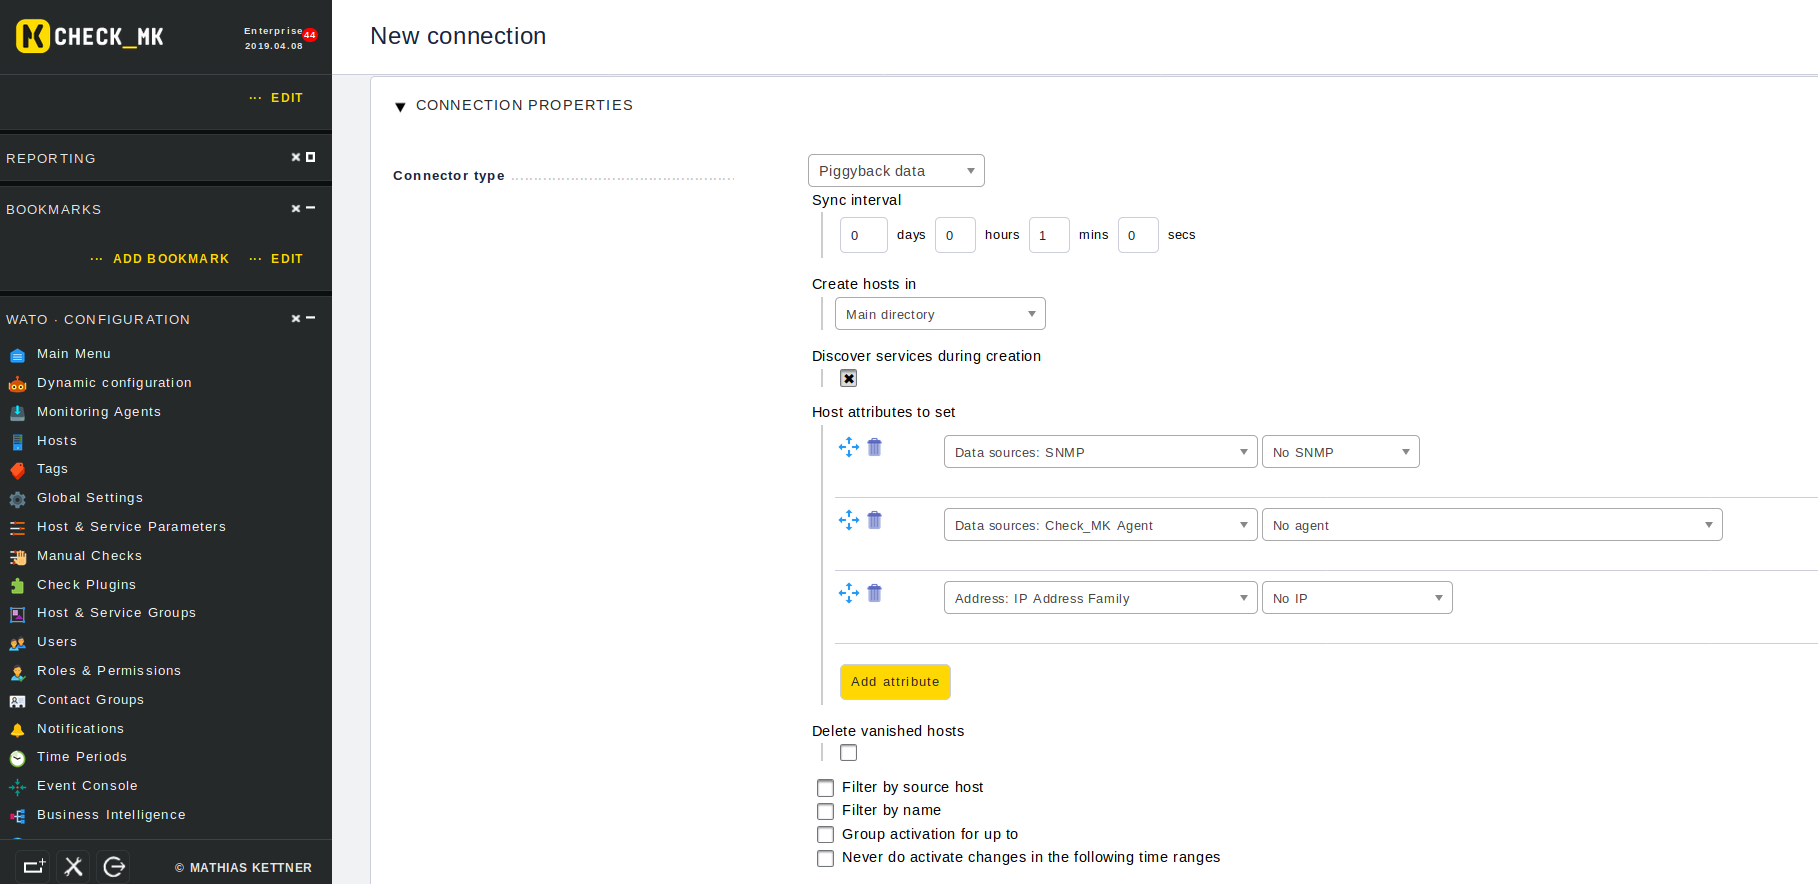 CHECK_MK
Enterprise 44
2019.04.08
··· EDIT
REPORTING
BOOKMARKS
··· ADD BOOKMARK ··· EDIT
WATO · CONFIGURATION
Main Menu
Dynamic configuration
Monitoring Agents
Hosts
Tags
Global Settings
Host & Service Parameters
Manual Checks
Check Plugins
Host & Service Groups
Users
Roles & Permissions
Contact Groups
Notifications
Time Periods
Event Console
Business Intelligence
© MATHIAS KETTNER
New connection
CONNECTION PROPERTIES
Connector type
Piggyback data
Sync interval
0 days 0 hours 1 mins 0 secs
Create hosts in
Main directory
Discover services during creation
Host attributes to set
Data sources: SNMP No SNMP
Data sources: Check_MK Agent No agent
Address: IP Address Family No IP
Add attribute
Delete vanished hosts
Filter by source host
Filter by name
Group activation for up to
Never do activate changes in the following time ranges